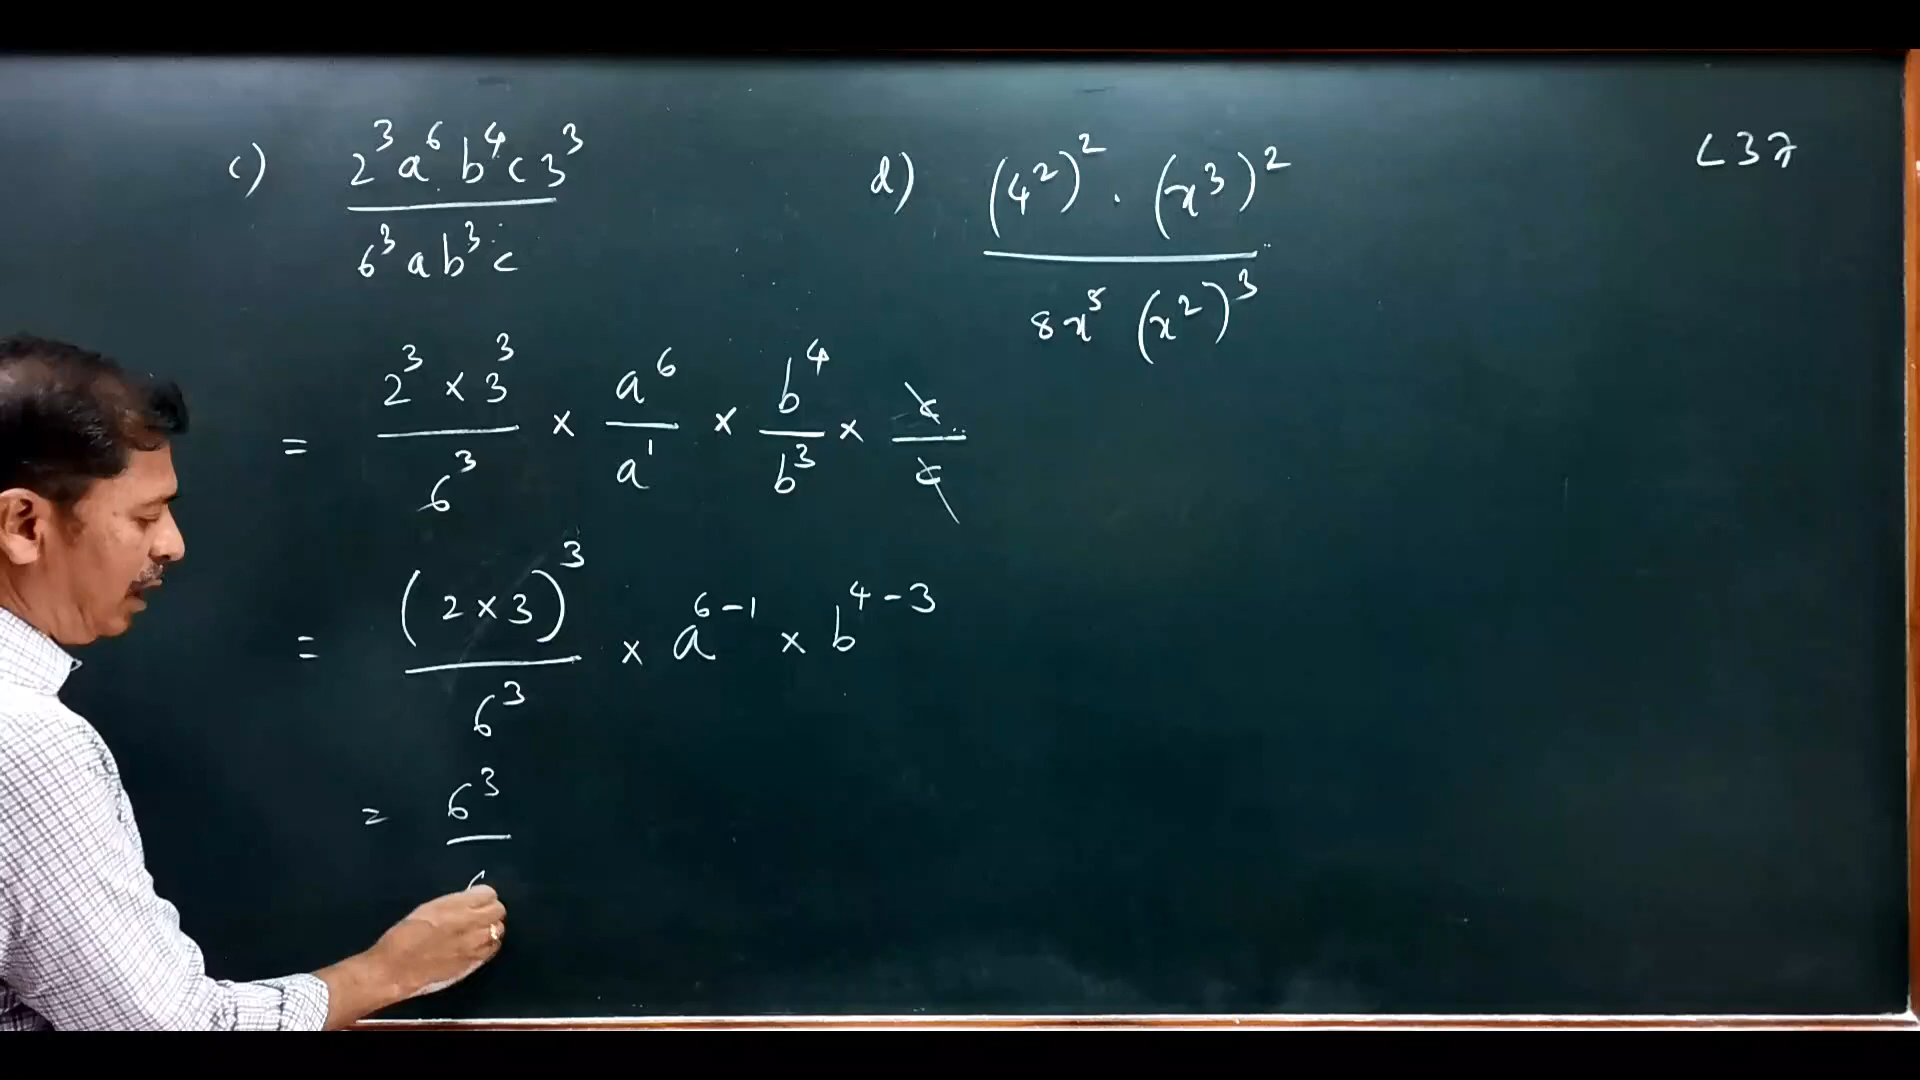 c) 2³a⁶b⁴c3³ / 6³ab³c
d) (4²)² · (x³)² / 8x⁵ (x²)³
L37
= 2³ × 3³ / 6³ × a⁶ / a¹ × b⁴ / b³ × c / c
= (2 × 3)³ / 6³ × a⁶⁻¹ × b⁴⁻³
= 6³ / 6